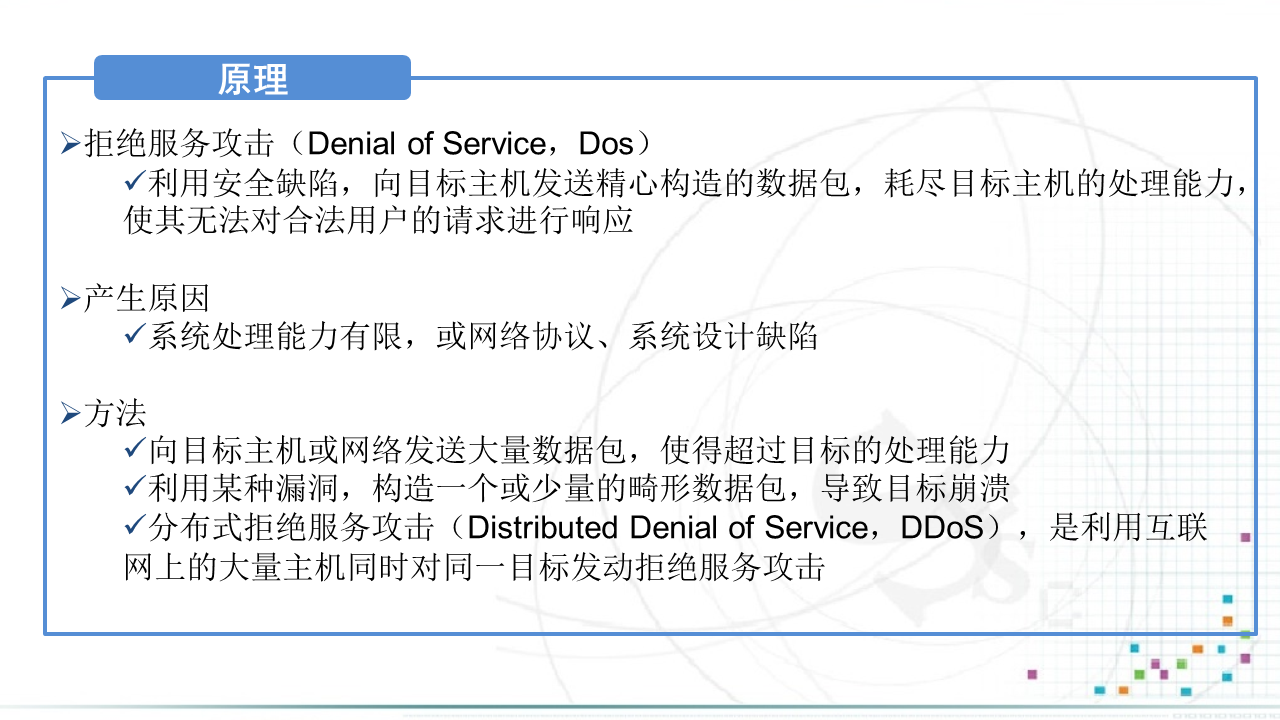 原理
拒绝服务攻击（Denial of Service，Dos）
利用安全缺陷，向目标主机发送精心构造的数据包，耗尽目标主机的处理能力，
使其无法对合法用户的请求进行响应
产生原因
系统处理能力有限，或网络协议、系统设计缺陷
方法
向目标主机或网络发送大量数据包，使得超过目标的处理能力
利用某种漏洞，构造一个或少量的畸形数据包，导致目标崩溃
分布式拒绝服务攻击（Distributed Denial of Service，DDoS），是利用互联
网上的大量主机同时对同一目标发动拒绝服务攻击